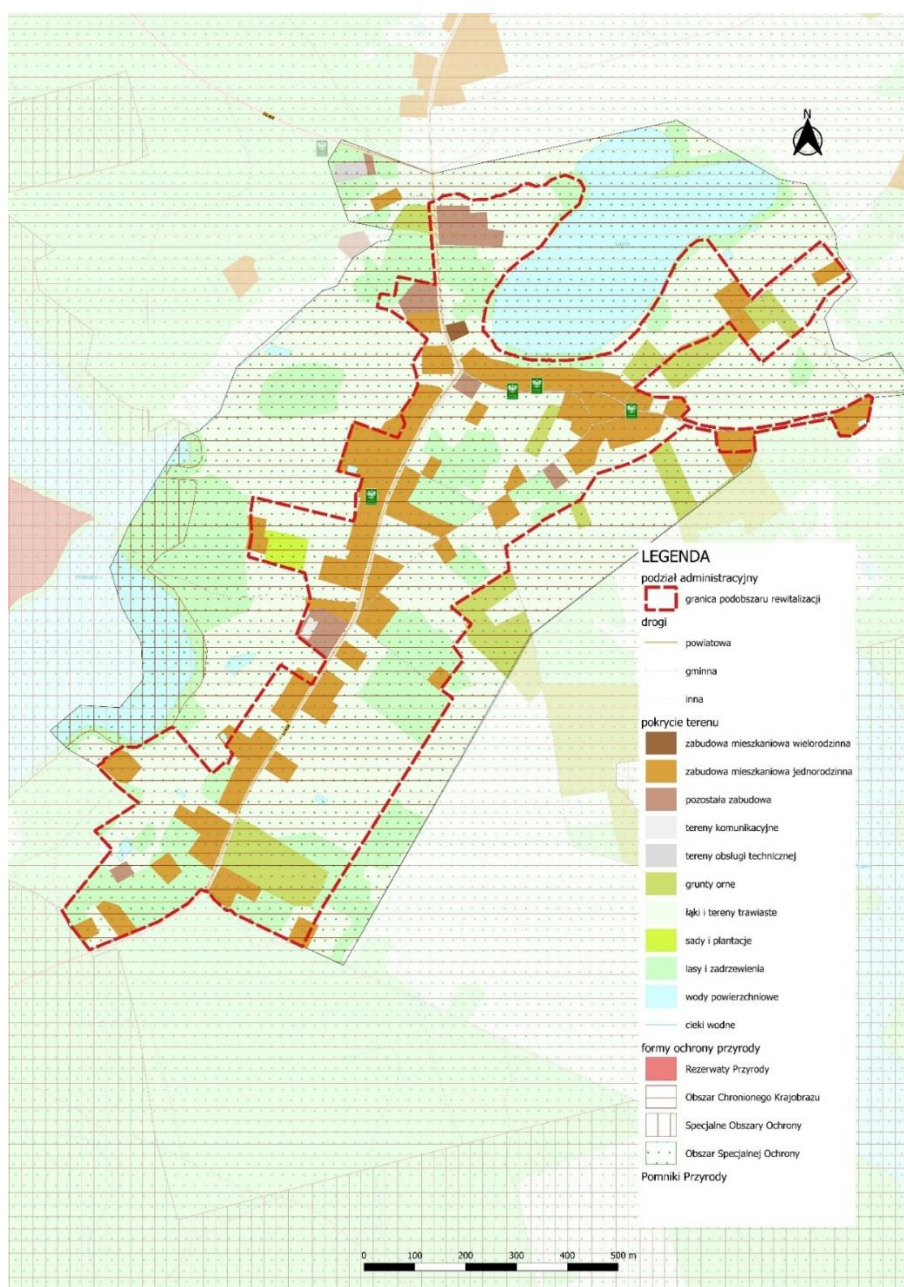 N
LEGENDA
podział administracyjny
granica podobszaru rewitalizacji
drogi
powiatowa
gminna
inna
pokrycie terenu
zabudowa mieszkaniowa wielorodzinna
zabudowa mieszkaniowa jednorodzinna
pozostała zabudowa
tereny komunikacyjne
tereny obsługi technicznej
grunty orne
łąki i tereny trawiaste
sady i plantacje
lasy i zadrzewienia
wody powierzchniowe
cieki wodne
formy ochrony przyrody
Rezerwaty Przyrody
Obszar Chronionego Krajobrazu
Specjalne Obszary Ochrony
Obszar Specjalnej Ochrony
Pomniki Przyrody
0 100 200 300 400 500 m